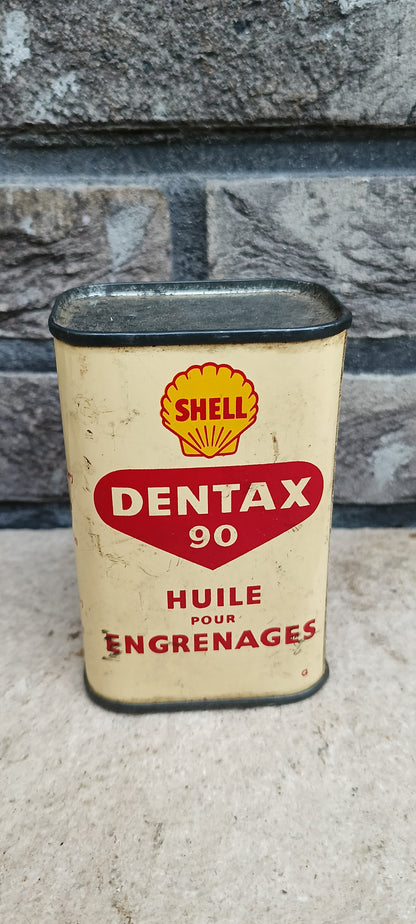 SHELL
DENTAX
90
HUILE
POUR
ENGRENAGES
G